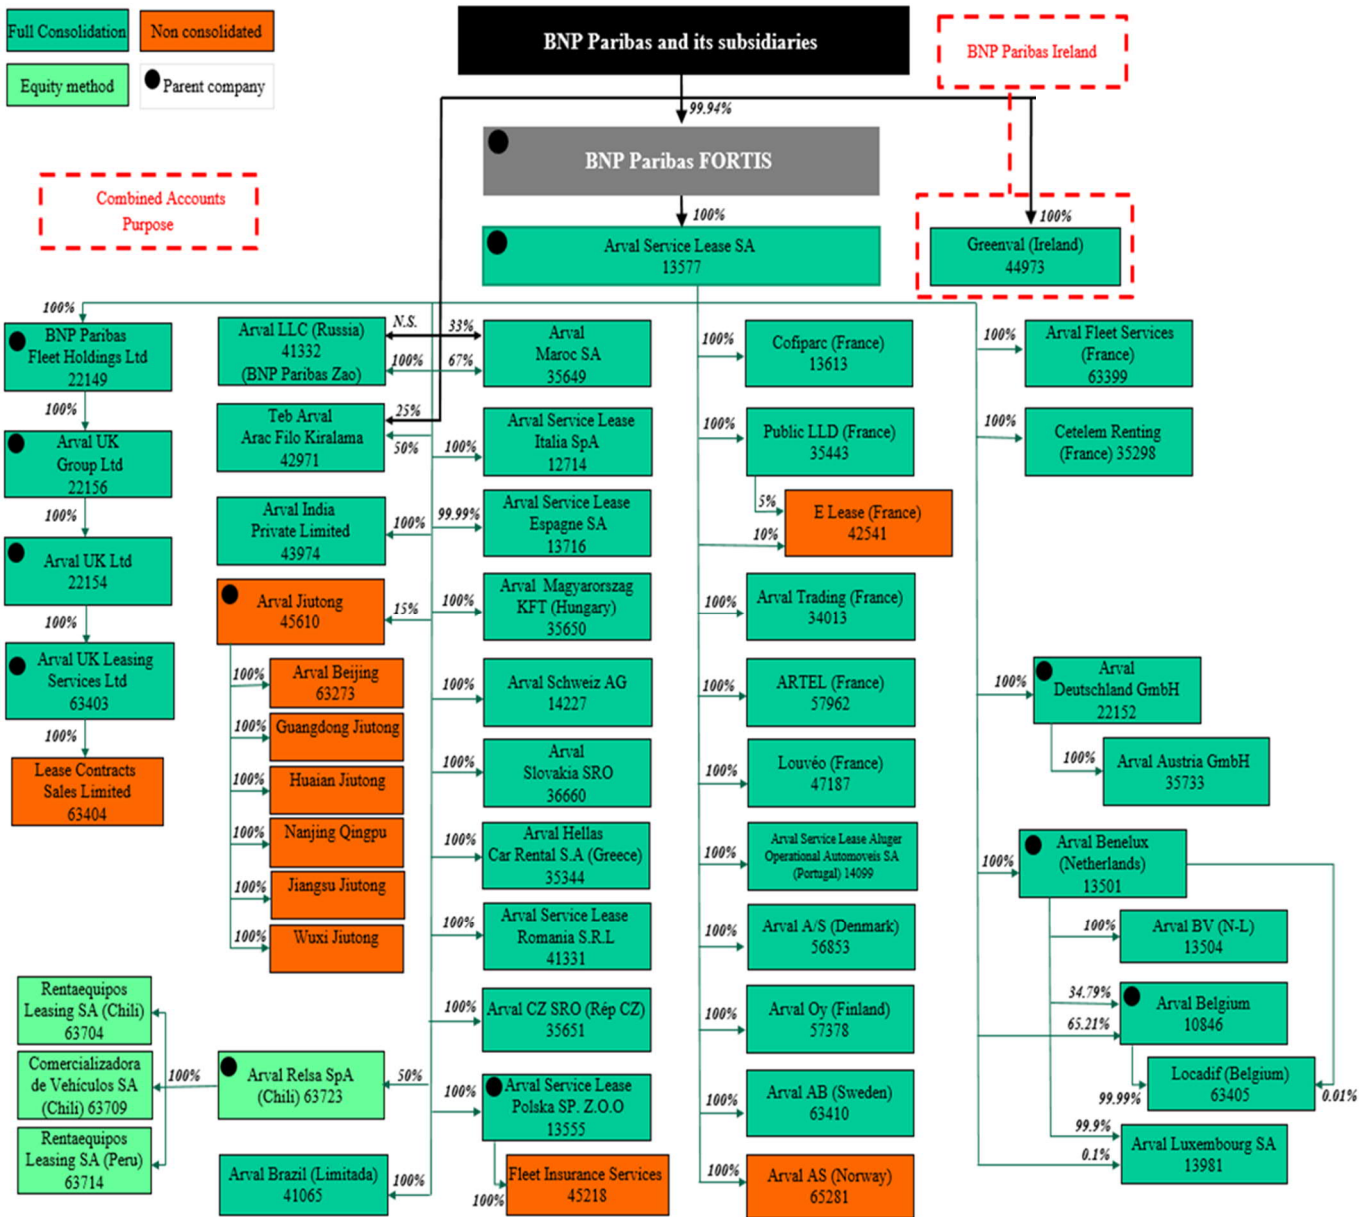 Full Consolidation
Non consolidated
Equity method
Parent company
Combined Accounts
Purpose
BNP Paribas and its subsidiaries
BNP Paribas Ireland
99.94%
BNP Paribas FORTIS
100%
100%
Arval Service Lease SA
13577
Greenval (Ireland)
44973
100%
BNP Paribas
Fleet Holdings Ltd
22149
100%
Arval UK
Group Ltd
22156
100%
Arval UK Ltd
22154
100%
Arval UK Leasing
Services Ltd
63403
100%
Lease Contracts
Sales Limited
63404
Arval LLC (Russia)
41332
(BNP Paribas Zao)
N.S.
100%
Teb Arval
Arac Filo Kiralama
42971
25%
50%
Arval India
Private Limited
43974
100%
Arval Jiutong
45610
15%
100%
Arval Beijing
63273
100%
Guangdong Jiutong
100%
Huaian Jiutong
100%
Nanjing Qingpu
100%
Jiangsu Jiutong
100%
Wuxi Jiutong
Rentaequipos
Leasing SA (Chili)
63704
Comercializadora
de Vehículos SA
(Chili) 63709
Rentaequipos
Leasing SA (Peru)
63714
100%
Arval Relsa SpA
(Chili) 63723
50%
Arval Brazil (Limitada)
41065
100%
33%
67%
Arval
Maroc SA
35649
100%
Arval Service Lease
Italia SpA
12714
99.99%
Arval Service Lease
Espagne SA
13716
100%
Arval Magyarorszag
KFT (Hungary)
35650
100%
Arval Schweiz AG
14227
100%
Arval
Slovakia SRO
36660
100%
Arval Hellas
Car Rental S.A (Greece)
35344
100%
Arval Service Lease
Romania S.R.L
41331
100%
Arval CZ SRO (Rép CZ)
35651
100%
Arval Service Lease
Polska SP. Z.O.O
13555
100%
Fleet Insurance Services
45218
100%
Cofiparc (France)
13613
100%
Public LLD (France)
35443
5%
10%
E Lease (France)
42541
100%
Arval Trading (France)
34013
100%
ARTEL (France)
57962
100%
Louvéo (France)
47187
100%
Arval Service Lease Aluger
Operational Automoveis SA
(Portugal) 14099
100%
Arval A/S (Denmark)
56853
100%
Arval Oy (Finland)
57378
100%
Arval AB (Sweden)
63410
100%
Arval AS (Norway)
65281
100%
Arval Fleet Services
(France)
63399
100%
Cetelem Renting
(France) 35298
100%
Arval
Deutschland GmbH
22152
100%
Arval Austria GmbH
35733
100%
Arval Benelux
(Netherlands)
13501
100%
Arval BV (N-L)
13504
34.79%
65.21%
Arval Belgium
10846
99.99%
Locadif (Belgium)
63405
0.01%
99.9%
0.1%
Arval Luxembourg SA
13981